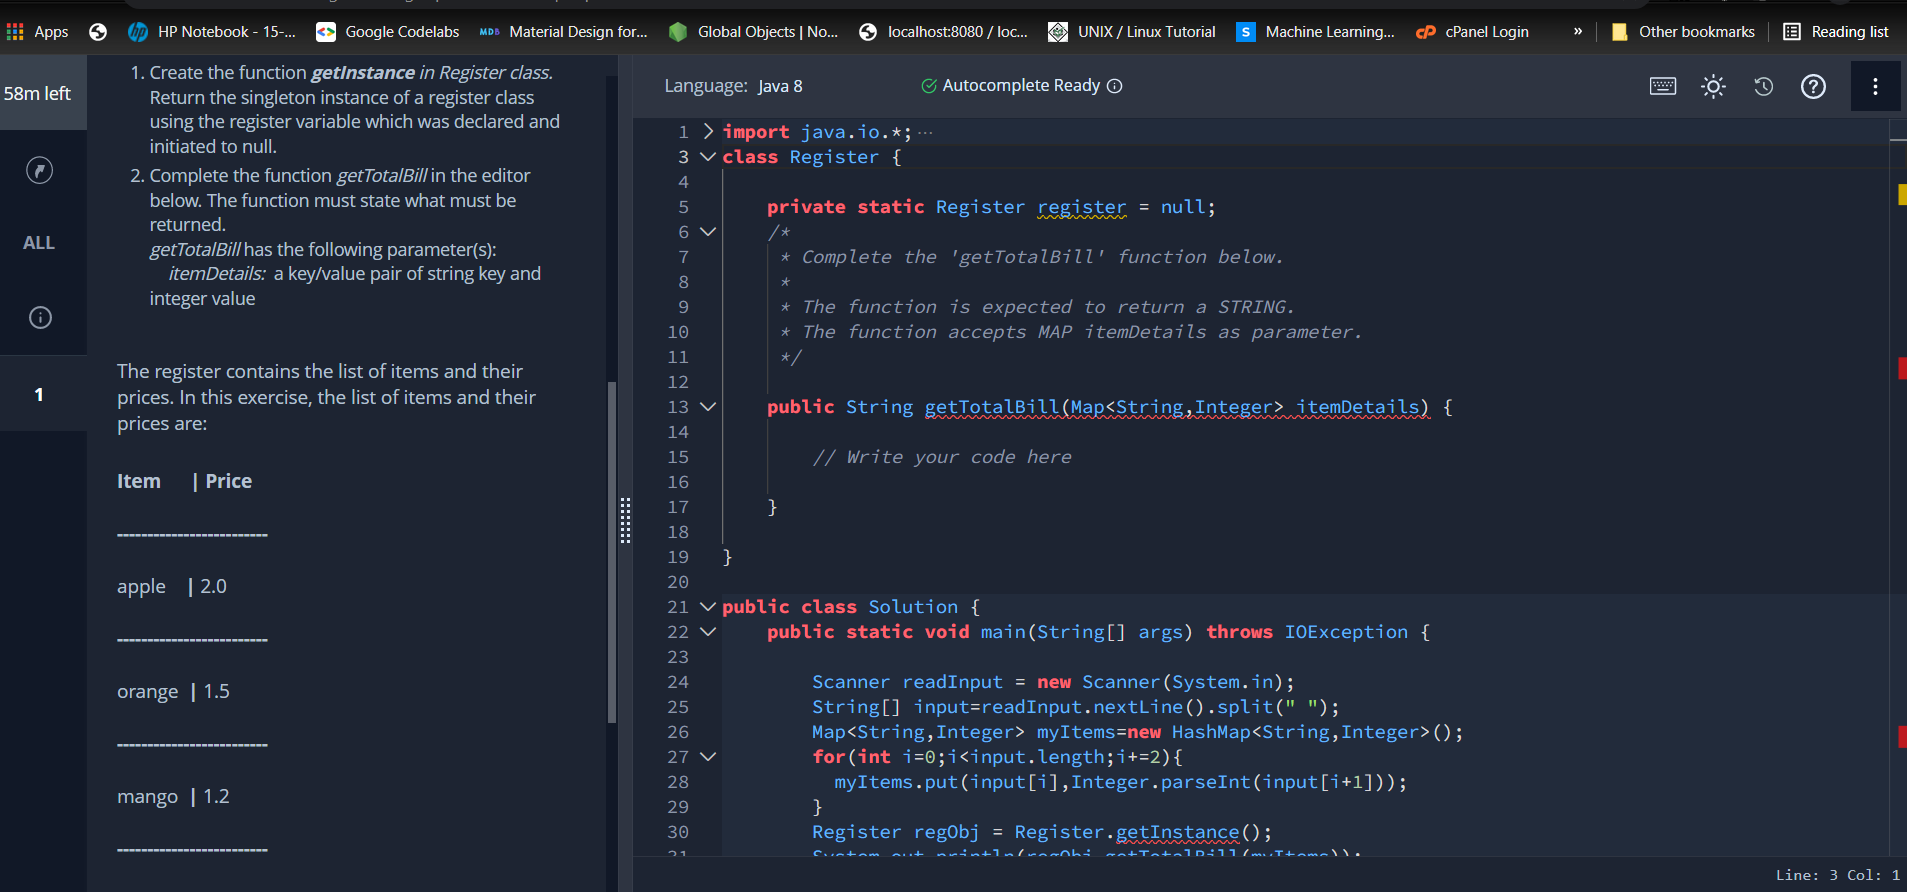 Apps
HP Notebook - 15-...
Google Codelabs
MDB Material Design for...
Global Objects | No...
localhost:8080 / loc...
UNIX / Linux Tutorial
S Machine Learning...
cP cPanel Login
»
Other bookmarks
Reading list
58m left
ALL
1
1. Create the function getInstance in Register class.
Return the singleton instance of a register class
using the register variable which was declared and
initiated to null.
2. Complete the function getTotalBill in the editor
below. The function must state what must be
returned.
getTotalBill has the following parameter(s):
itemDetails: a key/value pair of string key and
integer value
The register contains the list of items and their
prices. In this exercise, the list of items and their
prices are:
Item | Price
-------------------------
apple | 2.0
-------------------------
orange | 1.5
-------------------------
mango | 1.2
-------------------------
Language: Java 8
Autocomplete Ready
1 import java.io.*;...
3 class Register {
4
5 private static Register register = null;
6 /*
7 * Complete the 'getTotalBill' function below.
8 *
9 * The function is expected to return a STRING.
10 * The function accepts MAP itemDetails as parameter.
11 */
12
13 public String getTotalBill(Map<String,Integer> itemDetails) {
14
15 // Write your code here
16
17 }
18
19 }
20
21 public class Solution {
22 public static void main(String[] args) throws IOException {
23
24 Scanner readInput = new Scanner(System.in);
25 String[] input=readInput.nextLine().split(" ");
26 Map<String,Integer> myItems=new HashMap<String,Integer>();
27 for(int i=0;i<input.length;i+=2){
28 myItems.put(input[i],Integer.parseInt(input[i+1]));
29 }
30 Register regObj = Register.getInstance();
31 System.out.println(regObj.getTotalBill(myItems));
Line: 3 Col: 1